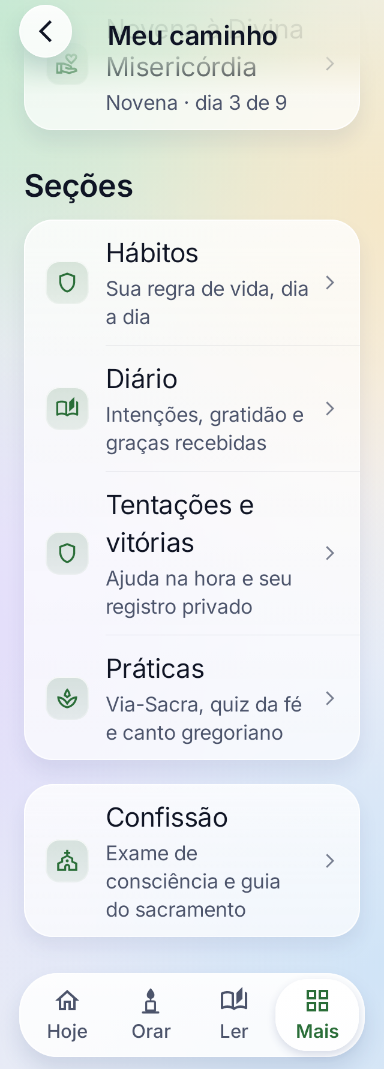 Novena à Divina
Meu caminho
Misericórdia
Novena · dia 3 de 9
Seções
Hábitos
Sua regra de vida, dia
a dia
Diário
Intenções, gratidão e
graças recebidas
Tentações e
vitórias
Ajuda na hora e seu
registro privado
Práticas
Via-Sacra, quiz da fé
e canto gregoriano
Confissão
Exame de
consciência e guia
do sacramento
Hoje
Orar
Ler
Mais